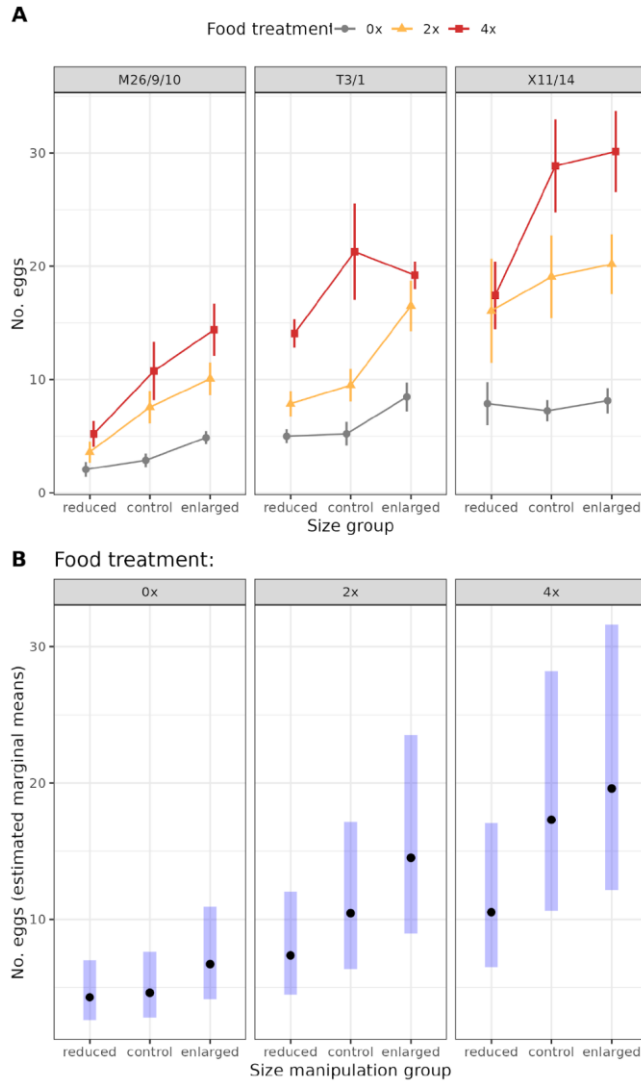 A
Food treatment 0x 2x 4x
M26/9/10 T3/1 X11/14
No. eggs
30
20
10
0
reduced control enlarged reduced control enlarged reduced control enlarged
Size group
B Food treatment:
0x 2x 4x
No. eggs (estimated marginal means)
30
20
10
reduced control enlarged reduced control enlarged reduced control enlarged
Size manipulation group